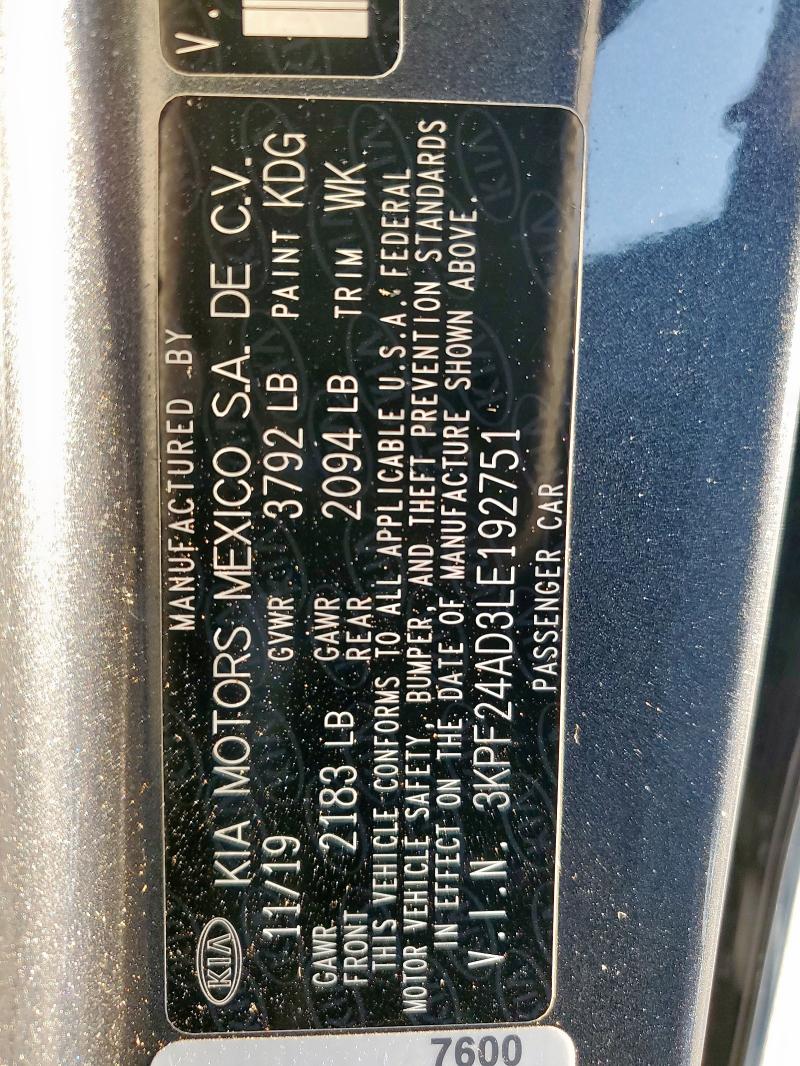 V.
MANUFACTURED BY
KIA
KIA MOTORS MEXICO S.A. DE C.V.
11/19 GVWR 3792 LB PAINT KDG
GAWR FRONT 2183 LB GAWR REAR 2094 LB TRIM WK
THIS VEHICLE CONFORMS TO ALL APPLICABLE U.S.A. FEDERAL
MOTOR VEHICLE SAFETY, BUMPER, AND THEFT PREVENTION STANDARDS
IN EFFECT ON THE DATE OF MANUFACTURE SHOWN ABOVE.
V.I.N. 3KPF24AD3LE192751
PASSENGER CAR
7600